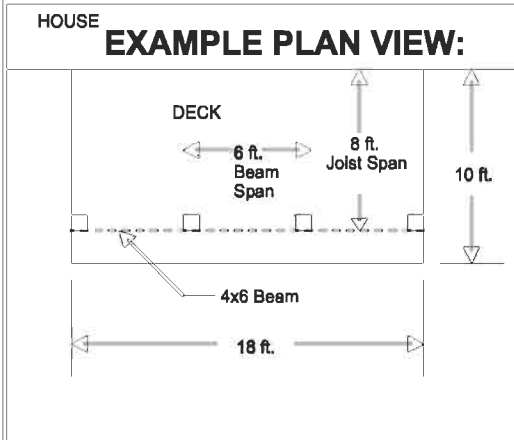 HOUSE
EXAMPLE PLAN VIEW:
DECK
6 ft.
Beam
Span
8 ft.
Joist Span
10 ft.
4x6 Beam
18 ft.